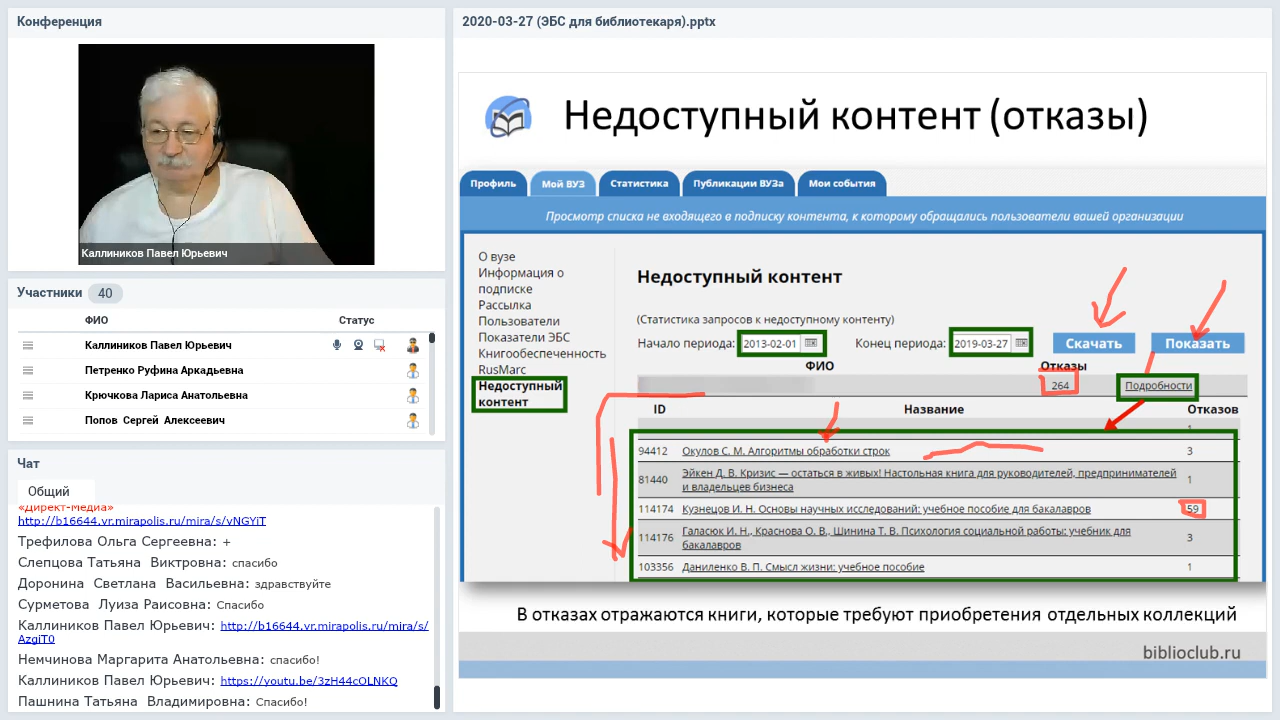 Конференция
Каллиников Павел Юрьевич
Участники 40
ФИО Статус
Каллиников Павел Юрьевич
Петренко Руфина Аркадьевна
Крючкова Лариса Анатольевна
Попов Сергей Алексеевич
Чат
Общий
«Директ-Медиа»
http://b16644.vr.mirapolis.ru/mira/s/vNGYiT
Трефилова Ольга Сергеевна: +
Слепцова Татьяна Виктровна: спасибо
Доронина Светлана Васильевна: здравствуйте
Сурметова Луиза Раисовна: Спасибо
Каллиников Павел Юрьевич: http://b16644.vr.mirapolis.ru/mira/s/
AzgiT0
Немчинова Маргарита Анатольевна: спасибо!
Каллиников Павел Юрьевич: https://youtu.be/3zH44cOLNKQ
Пашнина Татьяна Владимировна: Спасибо!
2020-03-27 (ЭБС для библиотекаря).pptx
Недоступный контент (отказы)
Профиль Мой ВУЗ Статистика Публикации ВУЗа Мои события
Просмотр списка не входящего в подписку контента, к которому обращались пользователи вашей организации
О вузе
Информация о
подписке
Рассылка
Пользователи
Показатели ЭБС
Книгообеспеченность
RusMarc
Недоступный
контент
Недоступный контент
(Статистика запросов к недоступному контенту)
Начало периода: 2013-02-01 Конец периода: 2019-03-27 Скачать Показать
ФИО Отказы
264 Подробности
ID Название Отказов
1
94412 Окулов С. М. Алгоритмы обработки строк 3
81440 Эйкен Д. В. Кризис — остаться в живых! Настольная книга для руководителей, предпринимателей
и владельцев бизнеса 1
114174 Кузнецов И. Н. Основы научных исследований: учебное пособие для бакалавров 59
114176 Галасюк И. Н., Краснова О. В., Шинина Т. В. Психология социальной работы: учебник для
бакалавров 3
103356 Даниленко В. П. Смысл жизни: учебное пособие 1
В отказах отражаются книги, которые требуют приобретения отдельных коллекций
biblioclub.ru